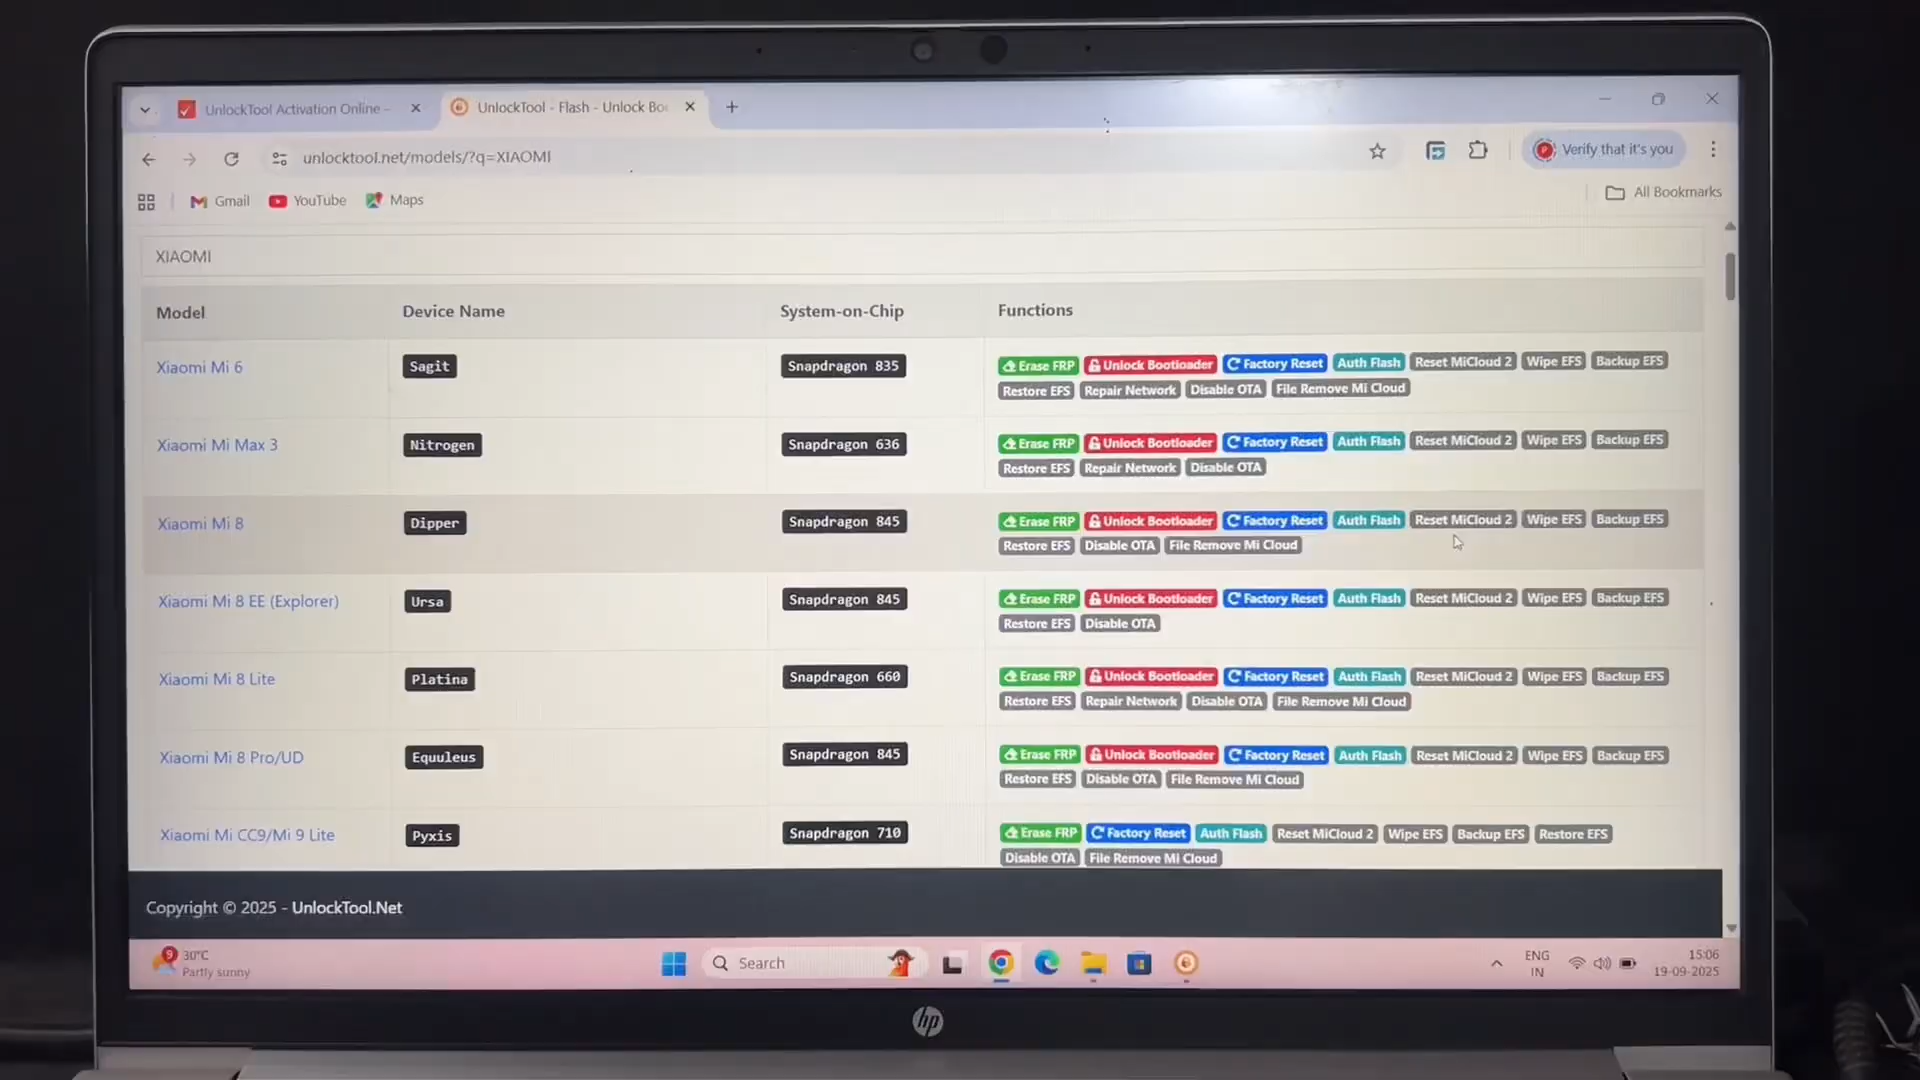 UnlockTool Activation Online -
UnlockTool - Flash - Unlock Boo
unlocktool.net/models/?q=XIAOMI
Verify that it's you
Gmail
YouTube
Maps
All Bookmarks
XIAOMI
Model Device Name System-on-Chip Functions
Xiaomi Mi 6 Sagit Snapdragon 835 Erase FRP Unlock Bootloader Factory Reset Auth Flash Reset MiCloud 2 Wipe EFS Backup EFS
Restore EFS Repair Network Disable OTA File Remove Mi Cloud
Xiaomi Mi Max 3 Nitrogen Snapdragon 636 Erase FRP Unlock Bootloader Factory Reset Auth Flash Reset MiCloud 2 Wipe EFS Backup EFS
Restore EFS Repair Network Disable OTA
Xiaomi Mi 8 Dipper Snapdragon 845 Erase FRP Unlock Bootloader Factory Reset Auth Flash Reset MiCloud 2 Wipe EFS Backup EFS
Restore EFS Disable OTA File Remove Mi Cloud
Xiaomi Mi 8 EE (Explorer) Ursa Snapdragon 845 Erase FRP Unlock Bootloader Factory Reset Auth Flash Reset MiCloud 2 Wipe EFS Backup EFS
Restore EFS Disable OTA
Xiaomi Mi 8 Lite Platina Snapdragon 660 Erase FRP Unlock Bootloader Factory Reset Auth Flash Reset MiCloud 2 Wipe EFS Backup EFS
Restore EFS Repair Network Disable OTA File Remove Mi Cloud
Xiaomi Mi 8 Pro/UD Equuleus Snapdragon 845 Erase FRP Unlock Bootloader Factory Reset Auth Flash Reset MiCloud 2 Wipe EFS Backup EFS
Restore EFS Disable OTA File Remove Mi Cloud
Xiaomi Mi CC9/Mi 9 Lite Pyxis Snapdragon 710 Erase FRP Factory Reset Auth Flash Reset MiCloud 2 Wipe EFS Backup EFS Restore EFS
Disable OTA File Remove Mi Cloud
Copyright © 2025 - UnlockTool.Net
9
30°C
Partly sunny
Search
ENG
IN
15:06
19-09-2025
hp